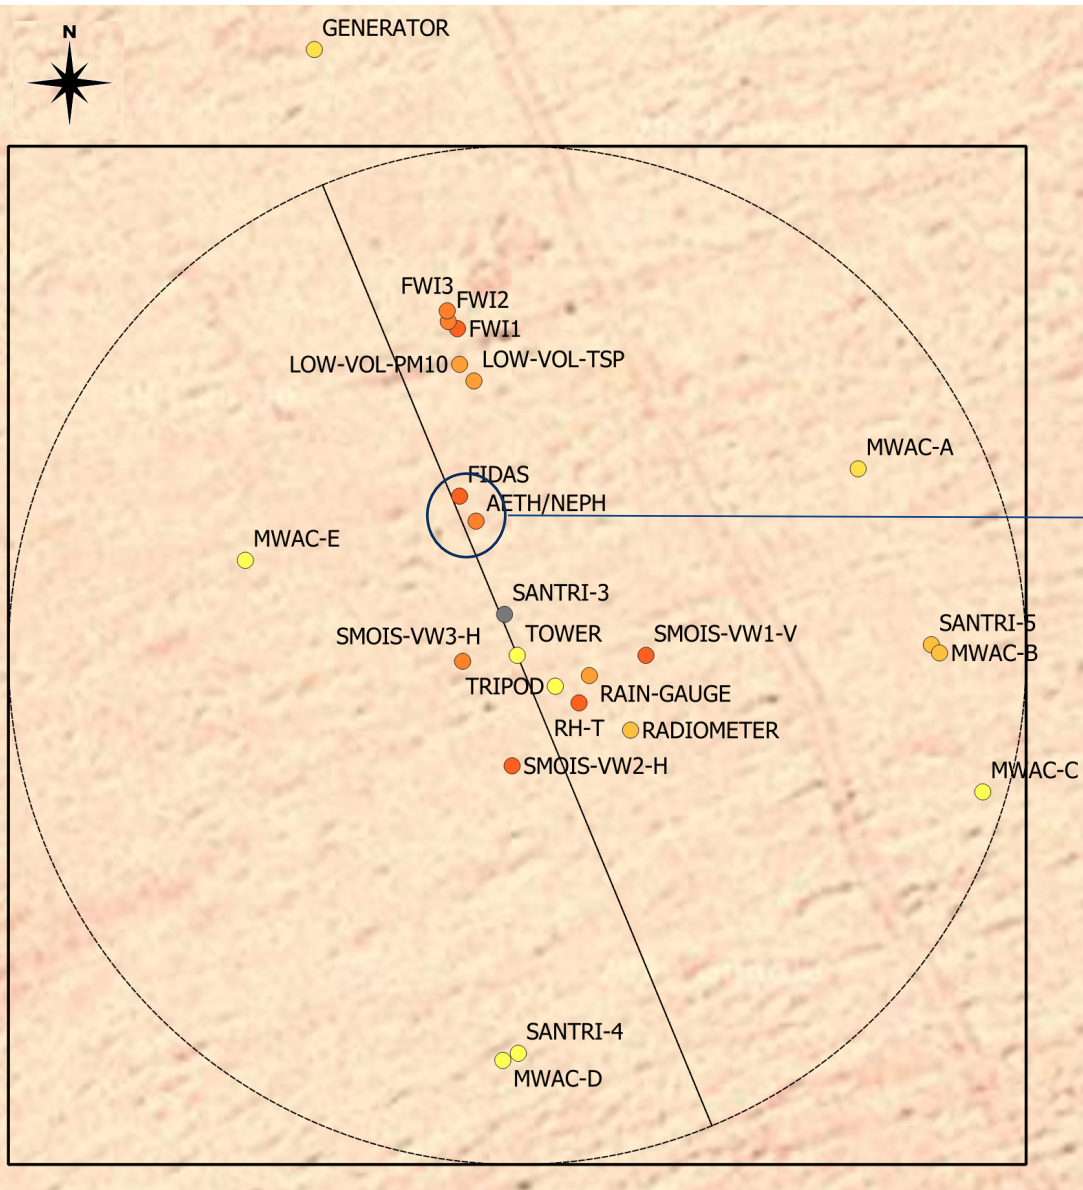 GENERATOR
N
FWI3
FWI2
FWI1
LOW-VOL-PM10
LOW-VOL-TSP
MWAC-A
FIDAS
AETH/NEPH
MWAC-E
SANTRI-3
SANTRI-5
SMOIS-VW3-H
TOWER
SMOIS-VW1-V
MWAC-B
TRIPOD
RAIN-GAUGE
RH-T
RADIOMETER
SMOIS-VW2-H
MWAC-C
SANTRI-4
MWAC-D